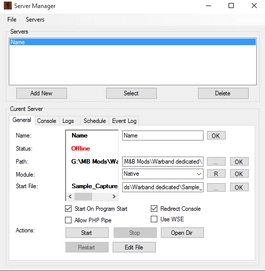 Server Manager
File Servers
Servers
Name
Add New Select Delete
Curent Server
General Console Logs Schedule Event Log
Name: Name Name OK
Status: Offline
Path: G:\MB Mods\Wa .M&B Mods\Warband dedicated\ ... OK
Module: Native R OK
Start File: Sample_Capture_ ds\Warband dedicated\Sample_ ... OK
Start On Program Start Redirect Console
Allow PHP Pipe Use WSE
Actions: Start Stop Open Dir
Restart Edit File